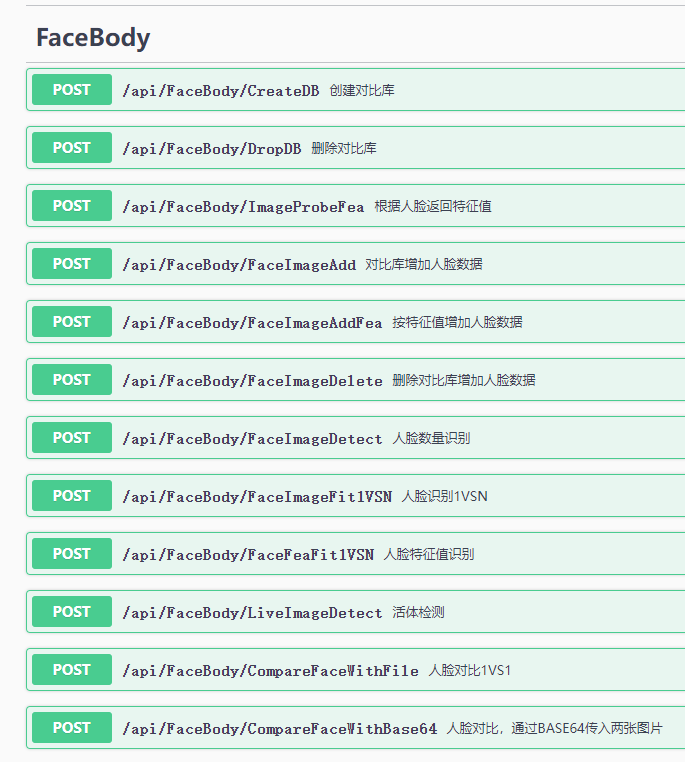 FaceBody
POST /api/FaceBody/CreateDB 创建对比库
POST /api/FaceBody/DropDB 删除对比库
POST /api/FaceBody/ImageProbeFea 根据人脸返回特征值
POST /api/FaceBody/FaceImageAdd 对比库增加人脸数据
POST /api/FaceBody/FaceImageAddFea 按特征值增加人脸数据
POST /api/FaceBody/FaceImageDelete 删除对比库增加人脸数据
POST /api/FaceBody/FaceImageDetect 人脸数量识别
POST /api/FaceBody/FaceImageFit1VSN 人脸识别1VSN
POST /api/FaceBody/FaceFeaFit1VSN 人脸特征值识别
POST /api/FaceBody/LiveImageDetect 活体检测
POST /api/FaceBody/CompareFaceWithFile 人脸对比1VS1
POST /api/FaceBody/CompareFaceWithBase64 人脸对比，通过BASE64传入两张图片